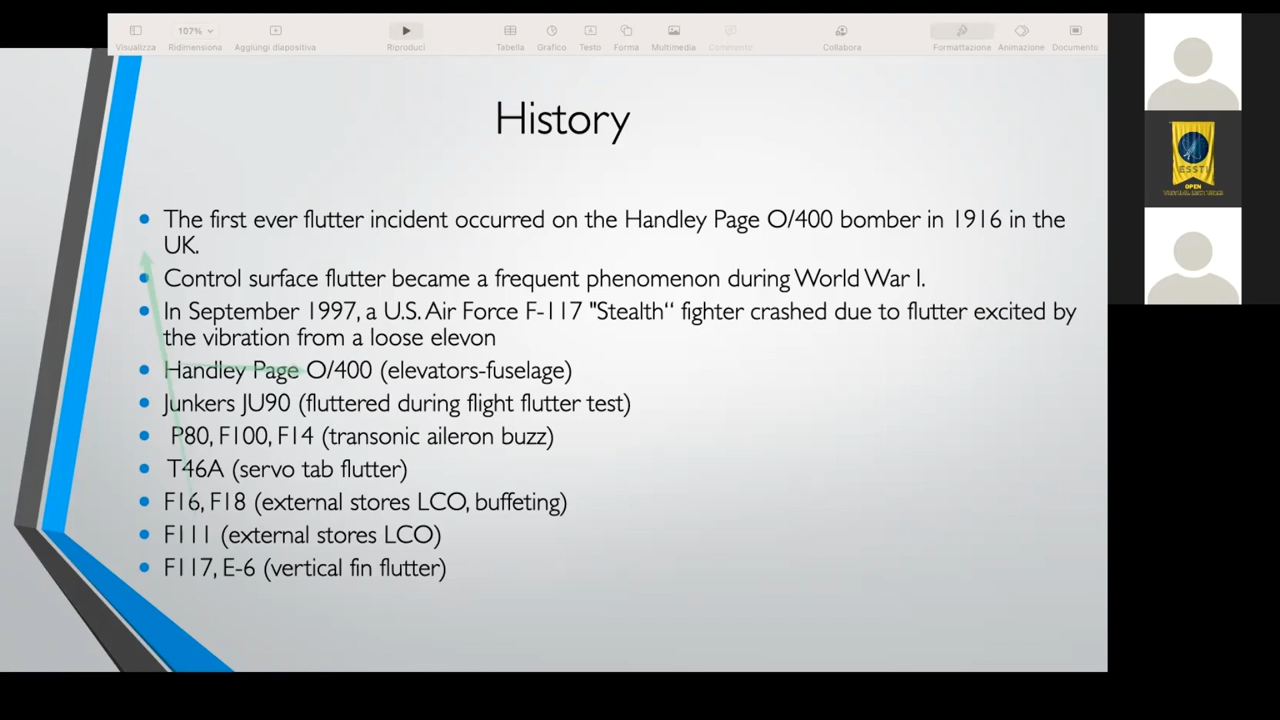 107%
Visualizza Ridimensiona Aggiungi diapositiva Riproduci Tabella Grafico Testo Forma Multimedia Commento Collabora Formattazione Animazione Documento
History
The first ever flutter incident occurred on the Handley Page O/400 bomber in 1916 in the
UK.
Control surface flutter became a frequent phenomenon during World War I.
In September 1997, a U.S. Air Force F-117 "Stealth“ fighter crashed due to flutter excited by
the vibration from a loose elevon
Handley Page O/400 (elevators-fuselage)
Junkers JU90 (fluttered during flight flutter test)
P80, F100, F14 (transonic aileron buzz)
T46A (servo tab flutter)
F16, F18 (external stores LCO, buffeting)
F111 (external stores LCO)
F117, E-6 (vertical fin flutter)
OPEN